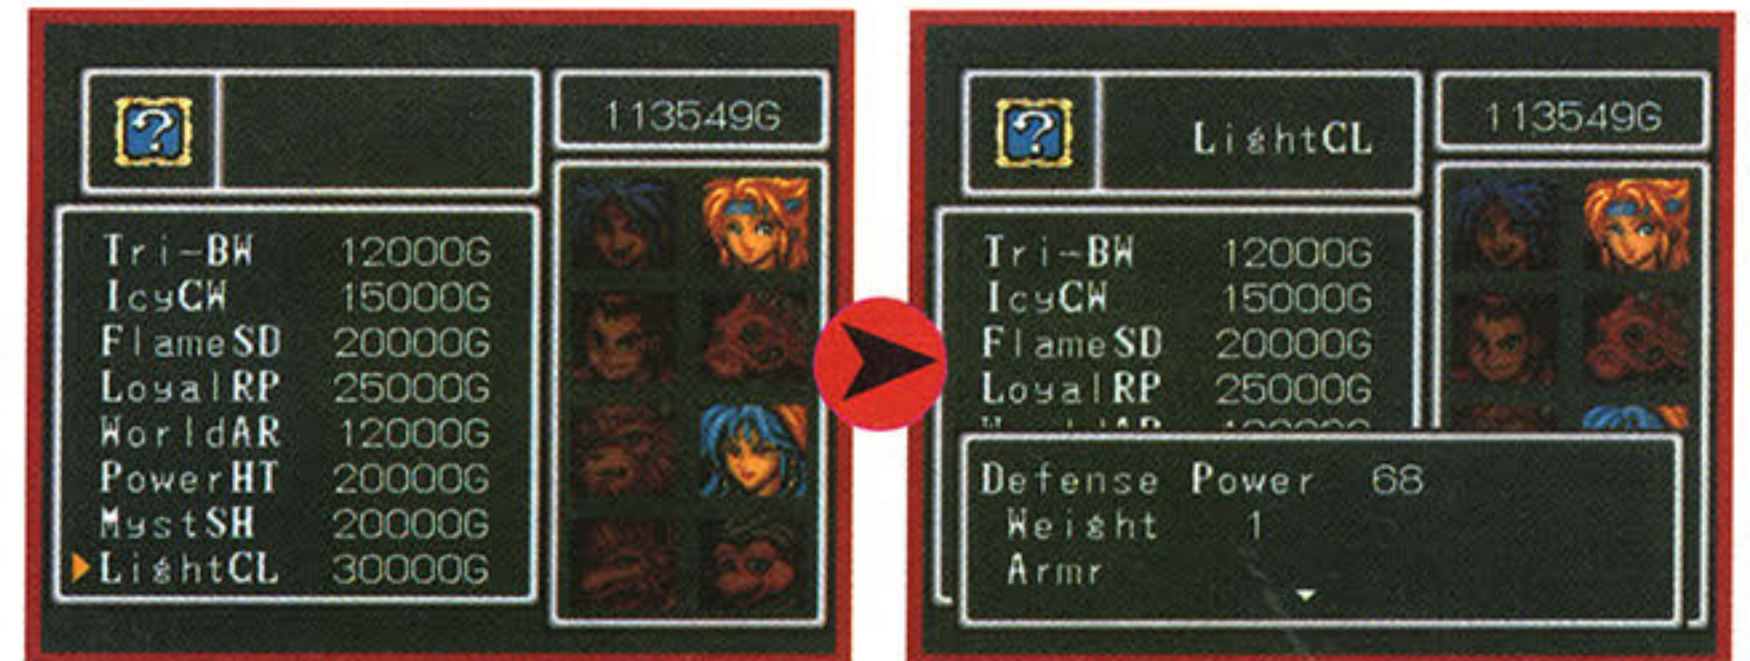 ?
113549G
Tri-BW 12000G
IcyCW 15000G
FlameSD 20000G
LoyalRP 25000G
WorldAR 12000G
PowerHT 20000G
MystSH 20000G
LightCL 30000G
?
LightCL
113549G
Tri-BW 12000G
IcyCW 15000G
FlameSD 20000G
LoyalRP 25000G
Defense Power 68
Weight 1
Armr